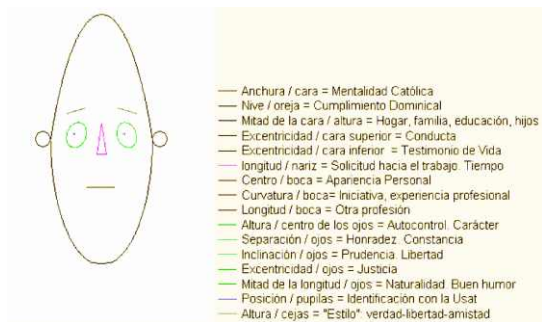 Anchura / cara = Mentalidad Católica
Nive / oreja = Cumplimiento Dominical
Mitad de la cara / altura = Hogar, familia, educación, hijos
Excentricidad / cara superior = Conducta
Excentricidad / cara inferior = Testimonio de Vida
longitud / nariz = Solicitud hacia el trabajo. Tiempo
Centro / boca = Apariencia Personal
Curvatura / boca= Iniciativa, experiencia profesional
Longitud / boca = Otra profesión
Altura / centro de los ojos = Autocontrol. Carácter
Separación / ojos = Honradez. Constancia
Inclinación / ojos = Prudencia. Libertad
Excentricidad / ojos = Justicia
Mitad de la longitud / ojos = Naturalidad. Buen humor
Posición / pupilas = Identificación con la Usat
Altura / cejas = "Estilo": verdad-libertad-amistad